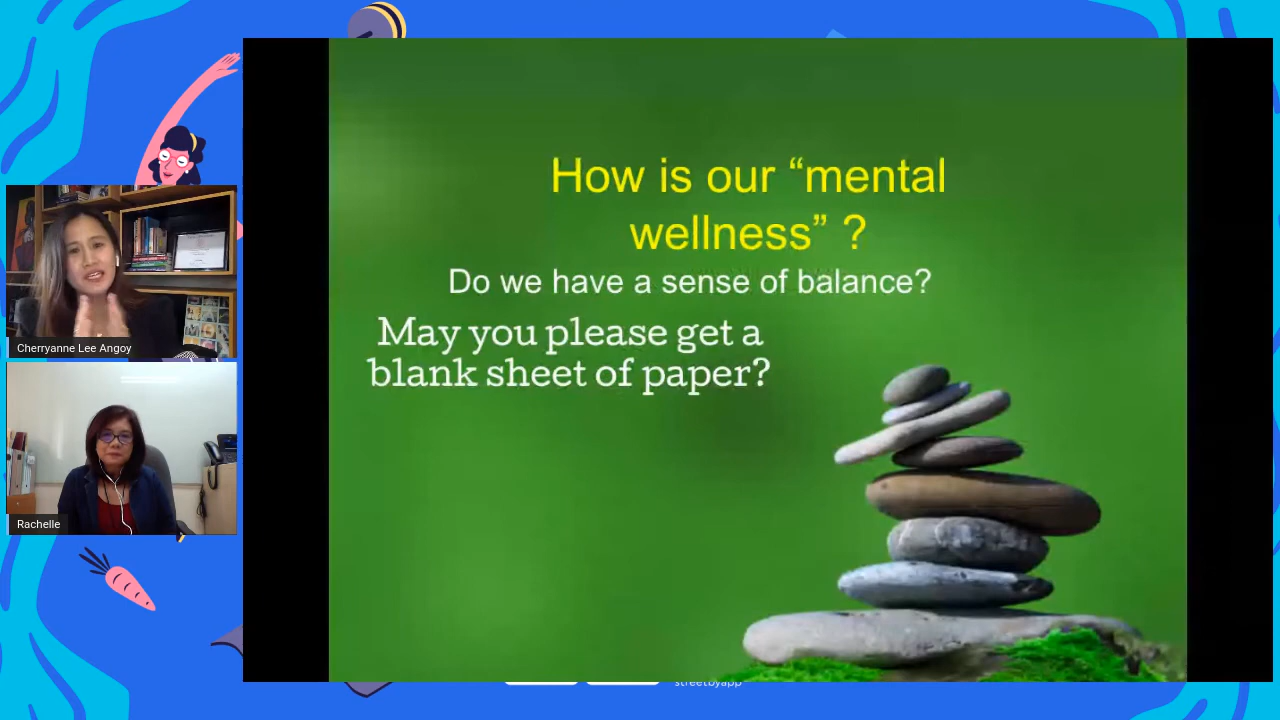 How is our “mental
wellness” ?
Do we have a sense of balance?
May you please get a
blank sheet of paper?
Cherryanne Lee Angoy
Rachelle
streetbyapp